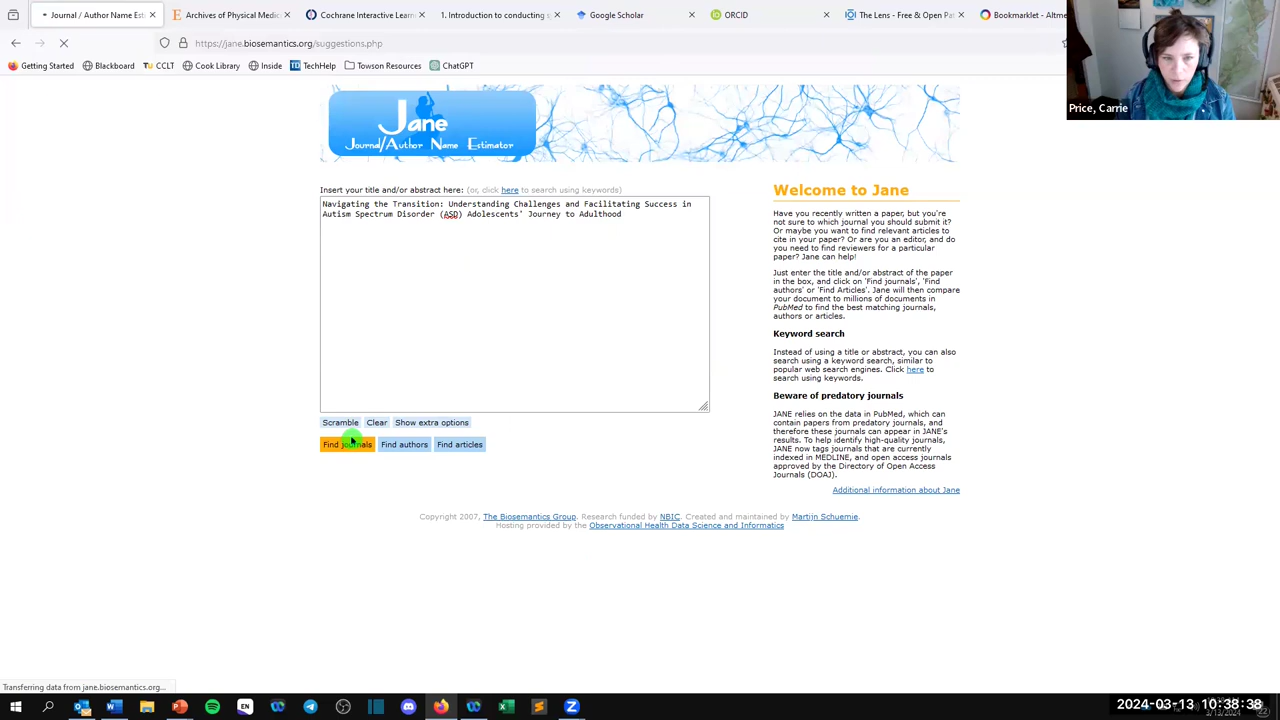 Journal / Author Name Est
Archives of Physical Medic
Cochrane Interactive Learn
1. Introduction to conducting s
Google Scholar
ORCID
The Lens - Free & Open Pat
Bookmarklet - Altme
https://jane.biosemantics.org/suggestions.php
Getting Started
Blackboard
TU CCLT
Cook Library
Inside
TechHelp
Towson Resources
ChatGPT
Price, Carrie
Jane
Journal/Author Name Estimator
Insert your title and/or abstract here: (or, click here to search using keywords)
Navigating the Transition: Understanding Challenges and Facilitating Success in
Autism Spectrum Disorder (ASD) Adolescents' Journey to Adulthood
Scramble
Clear
Show extra options
Find journals
Find authors
Find articles
Welcome to Jane
Have you recently written a paper, but you're
not sure to which journal you should submit it?
Or maybe you want to find relevant articles to
cite in your paper? Or are you an editor, and do
you need to find reviewers for a particular
paper? Jane can help!
Just enter the title and/or abstract of the paper
in the box, and click on 'Find journals', 'Find
authors' or 'Find Articles'. Jane will then compare
your document to millions of documents in
PubMed to find the best matching journals,
authors or articles.
Keyword search
Instead of using a title or abstract, you can also
search using a keyword search, similar to
popular web search engines. Click here to
search using keywords.
Beware of predatory journals
JANE relies on the data in PubMed, which can
contain papers from predatory journals, and
therefore these journals can appear in JANE's
results. To help identify high-quality journals,
JANE now tags journals that are currently
indexed in MEDLINE, and open access journals
approved by the Directory of Open Access
Journals (DOAJ).
Additional information about Jane
Copyright 2007, The Biosemantics Group. Research funded by NBIC. Created and maintained by Martijn Schuemie.
Hosting provided by the Observational Health Data Science and Informatics
Transferring data from jane.biosemantics.org...
EN
2024-03-13 10:38:38